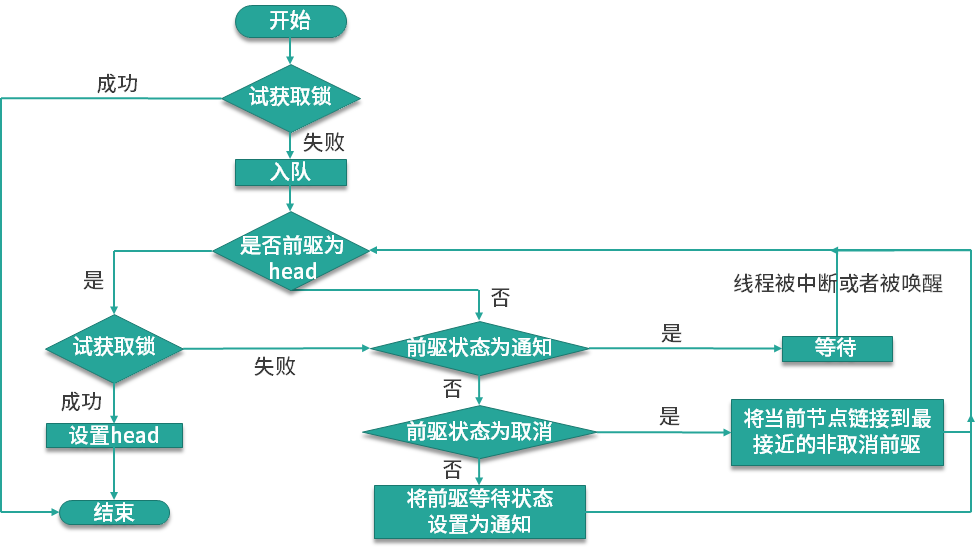 开始
成功
试获取锁
失败
入队
是否前驱为
head
是
否
线程被中断或者被唤醒
试获取锁
失败
前驱状态为通知
是
等待
成功
否
设置head
前驱状态为取消
是
将当前节点链接到最
接近的非取消前驱
否
结束
将前驱等待状态
设置为通知